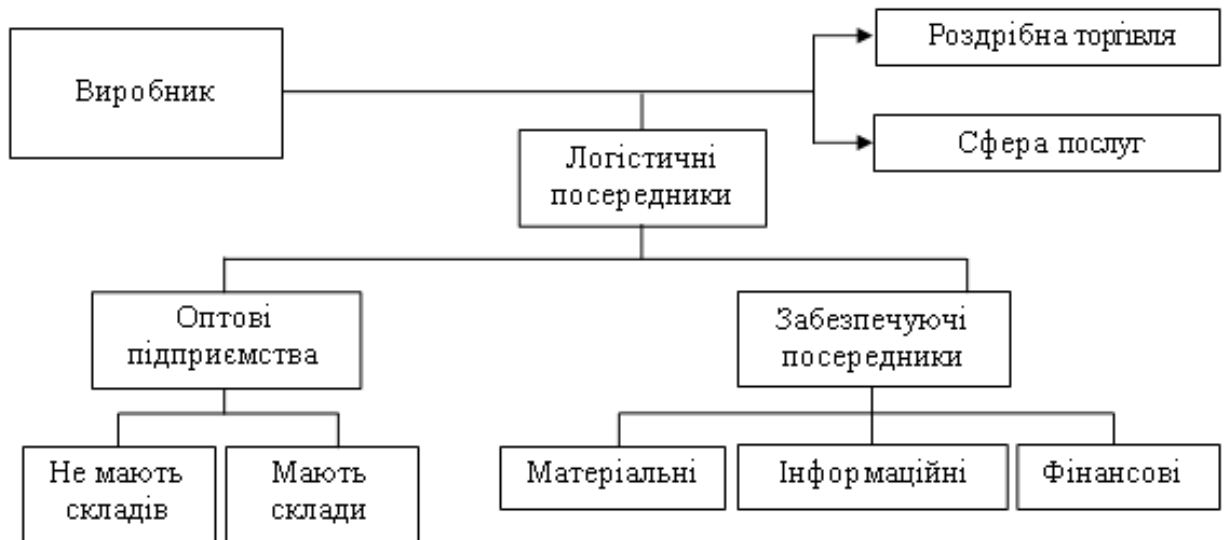 Роздрібна торгівля
Виробник
Сфера послуг
Логістичні
посередники
Оптові
підприємства
Забезпечуючі
посередники
Не мають
складів
Мають
склади
Матеріальні
Інформаційні
Фінансові